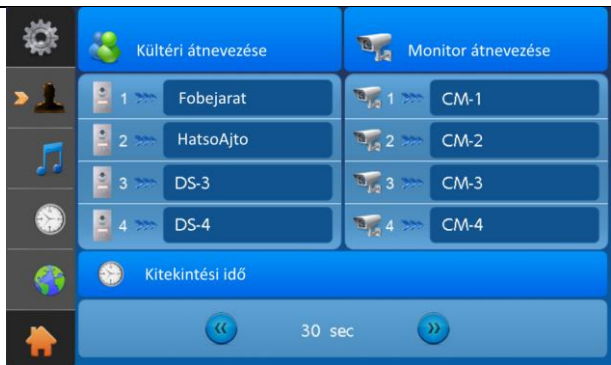 Kültéri átnevezése
Monitor átnevezése
1 Fobejarat
1 CM-1
2 HatsoAjto
2 CM-2
3 DS-3
3 CM-3
4 DS-4
4 CM-4
Kitekintési idő
30 sec